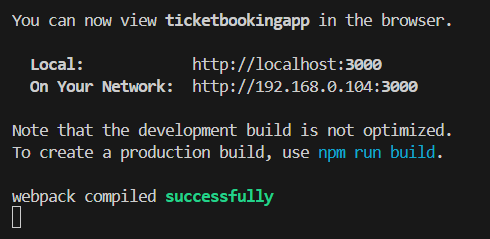 You can now view ticketbookingapp in the browser.
Local: http://localhost:3000
On Your Network: http://192.168.0.104:3000
Note that the development build is not optimized.
To create a production build, use npm run build.
webpack compiled successfully